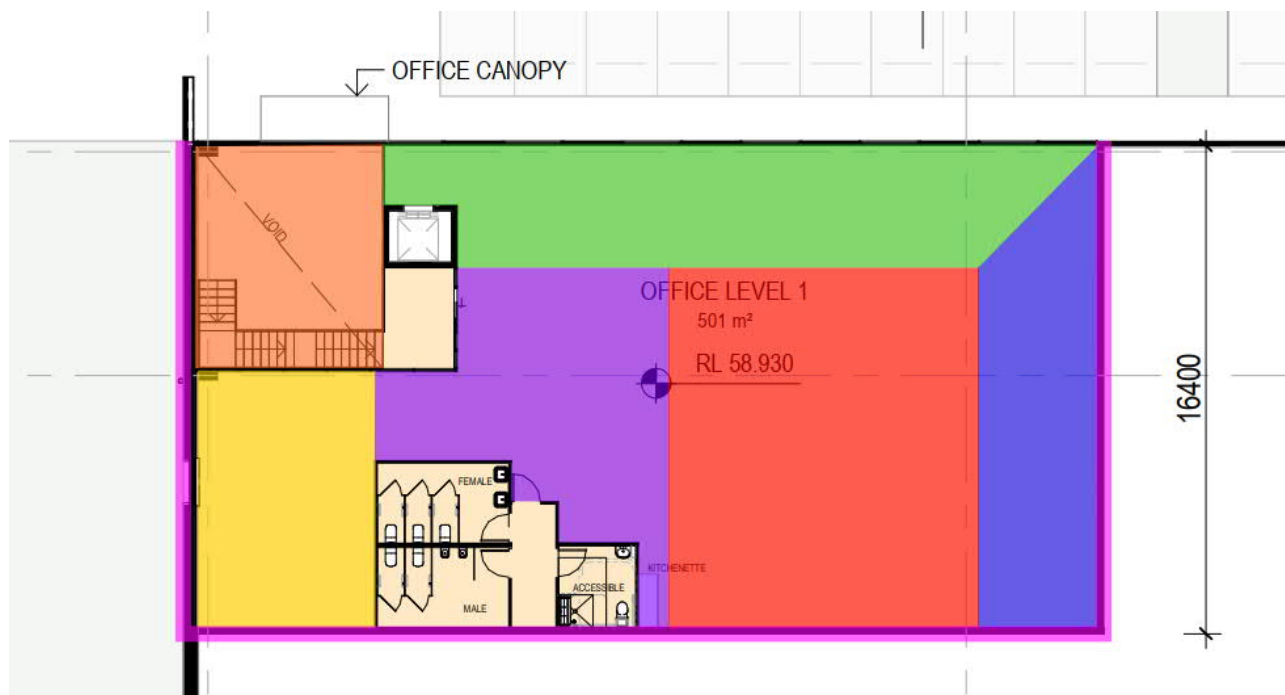 OFFICE CANOPY
VOID
OFFICE LEVEL 1
501 m²
RL 58.930
16400
FEMALE
KITCHENETTE
ACCESSIBLE
MALE